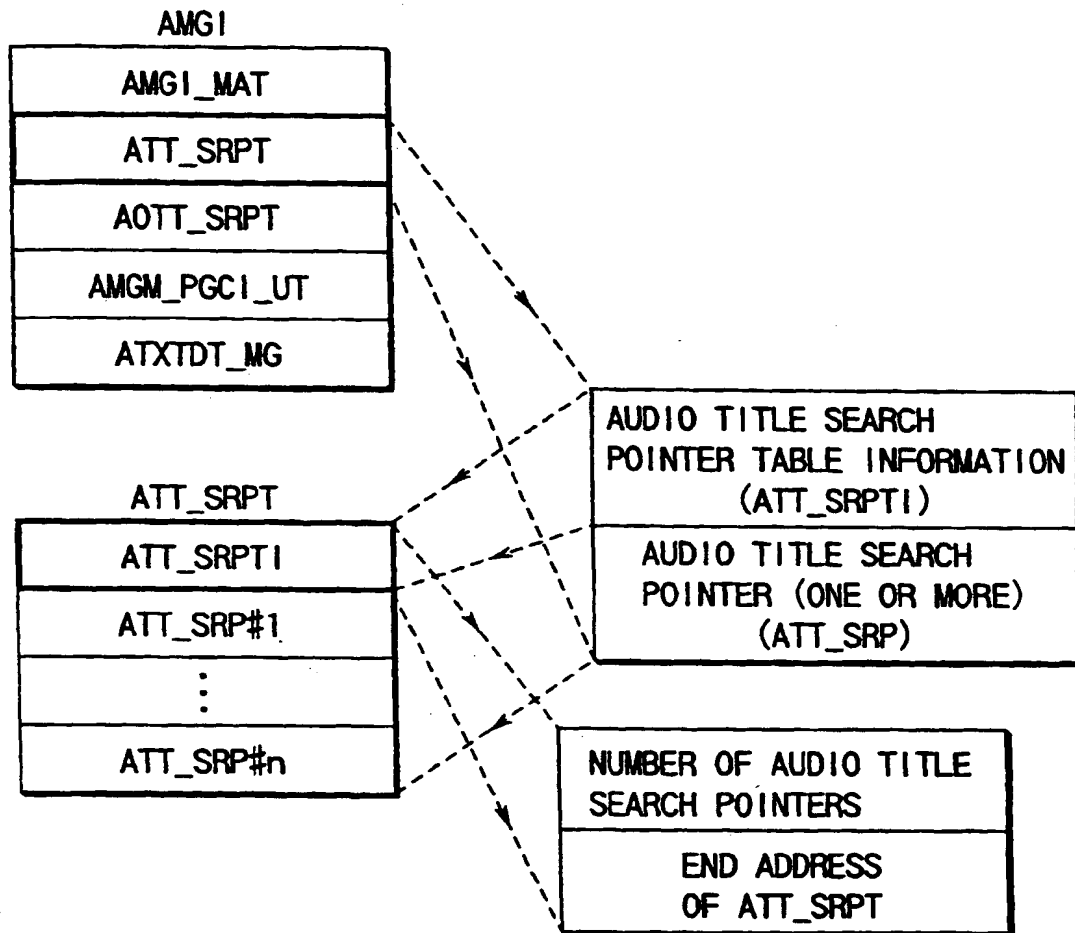 AMGI
AMGI_MAT
ATT_SRPT
AOTT_SRPT
AMGM_PGCI_UT
ATXTDT_MG
AUDIO TITLE SEARCH
POINTER TABLE INFORMATION
(ATT_SRPTI)
AUDIO TITLE SEARCH
POINTER (ONE OR MORE)
(ATT_SRP)
ATT_SRPT
ATT_SRPTI
ATT_SRP#1
⋮
ATT_SRP#n
NUMBER OF AUDIO TITLE
SEARCH POINTERS
END ADDRESS
OF ATT_SRPT